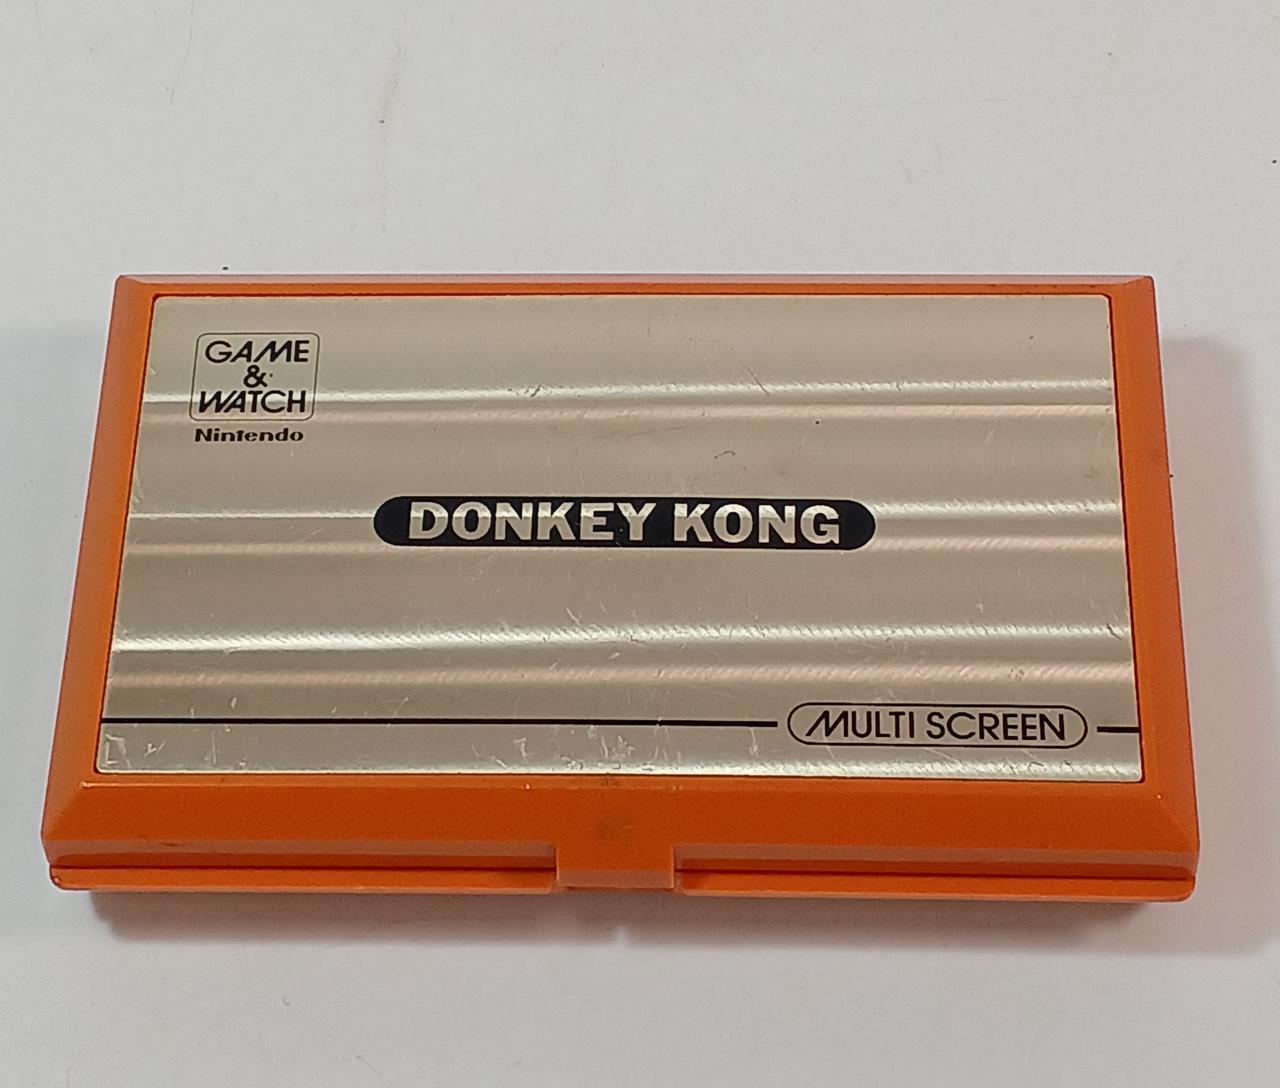 GAME
&
WATCH
Nintendo
DONKEY KONG
MULTI SCREEN